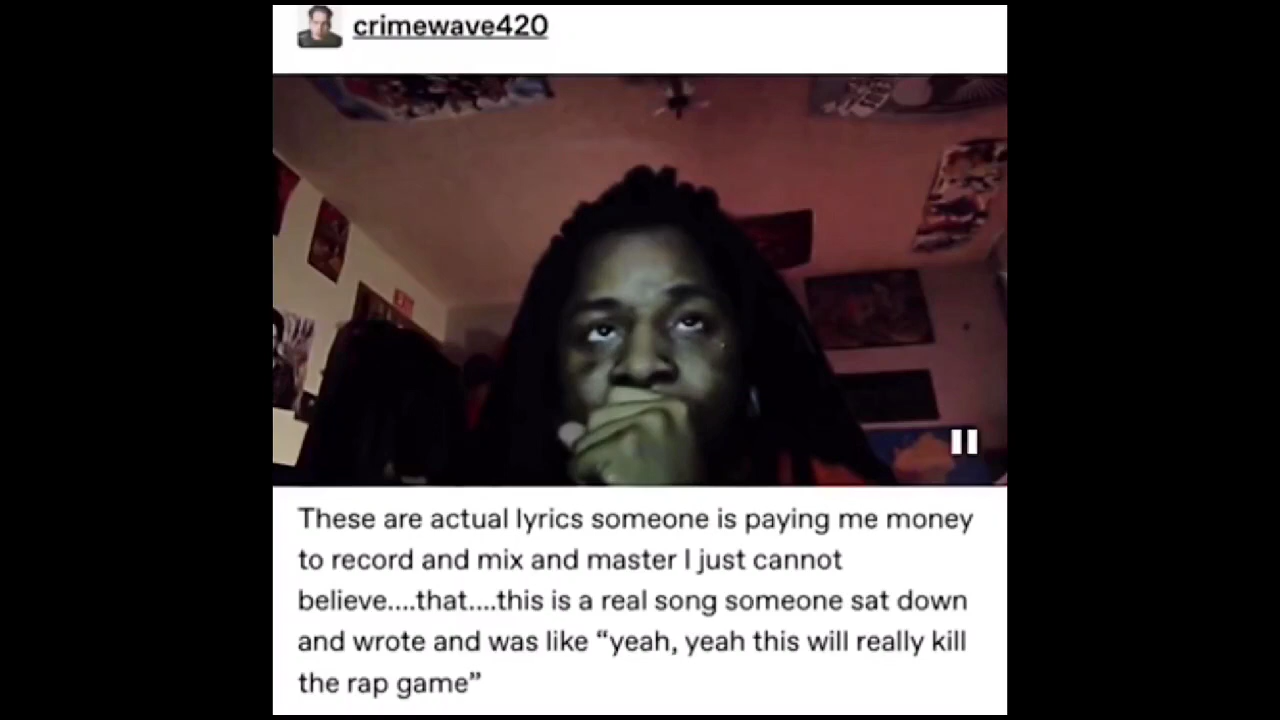 crimewave420
These are actual lyrics someone is paying me money
to record and mix and master I just cannot
believe....that....this is a real song someone sat down
and wrote and was like “yeah, yeah this will really kill
the rap game”